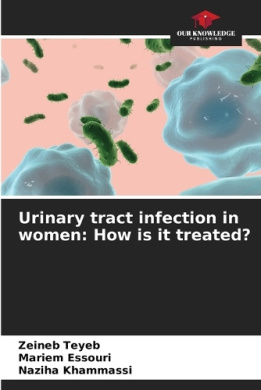 OUR KNOWLEDGE
PUBLISHING
Urinary tract infection in
women: How is it treated?
Zeineb Teyeb
Mariem Essouri
Naziha Khammassi